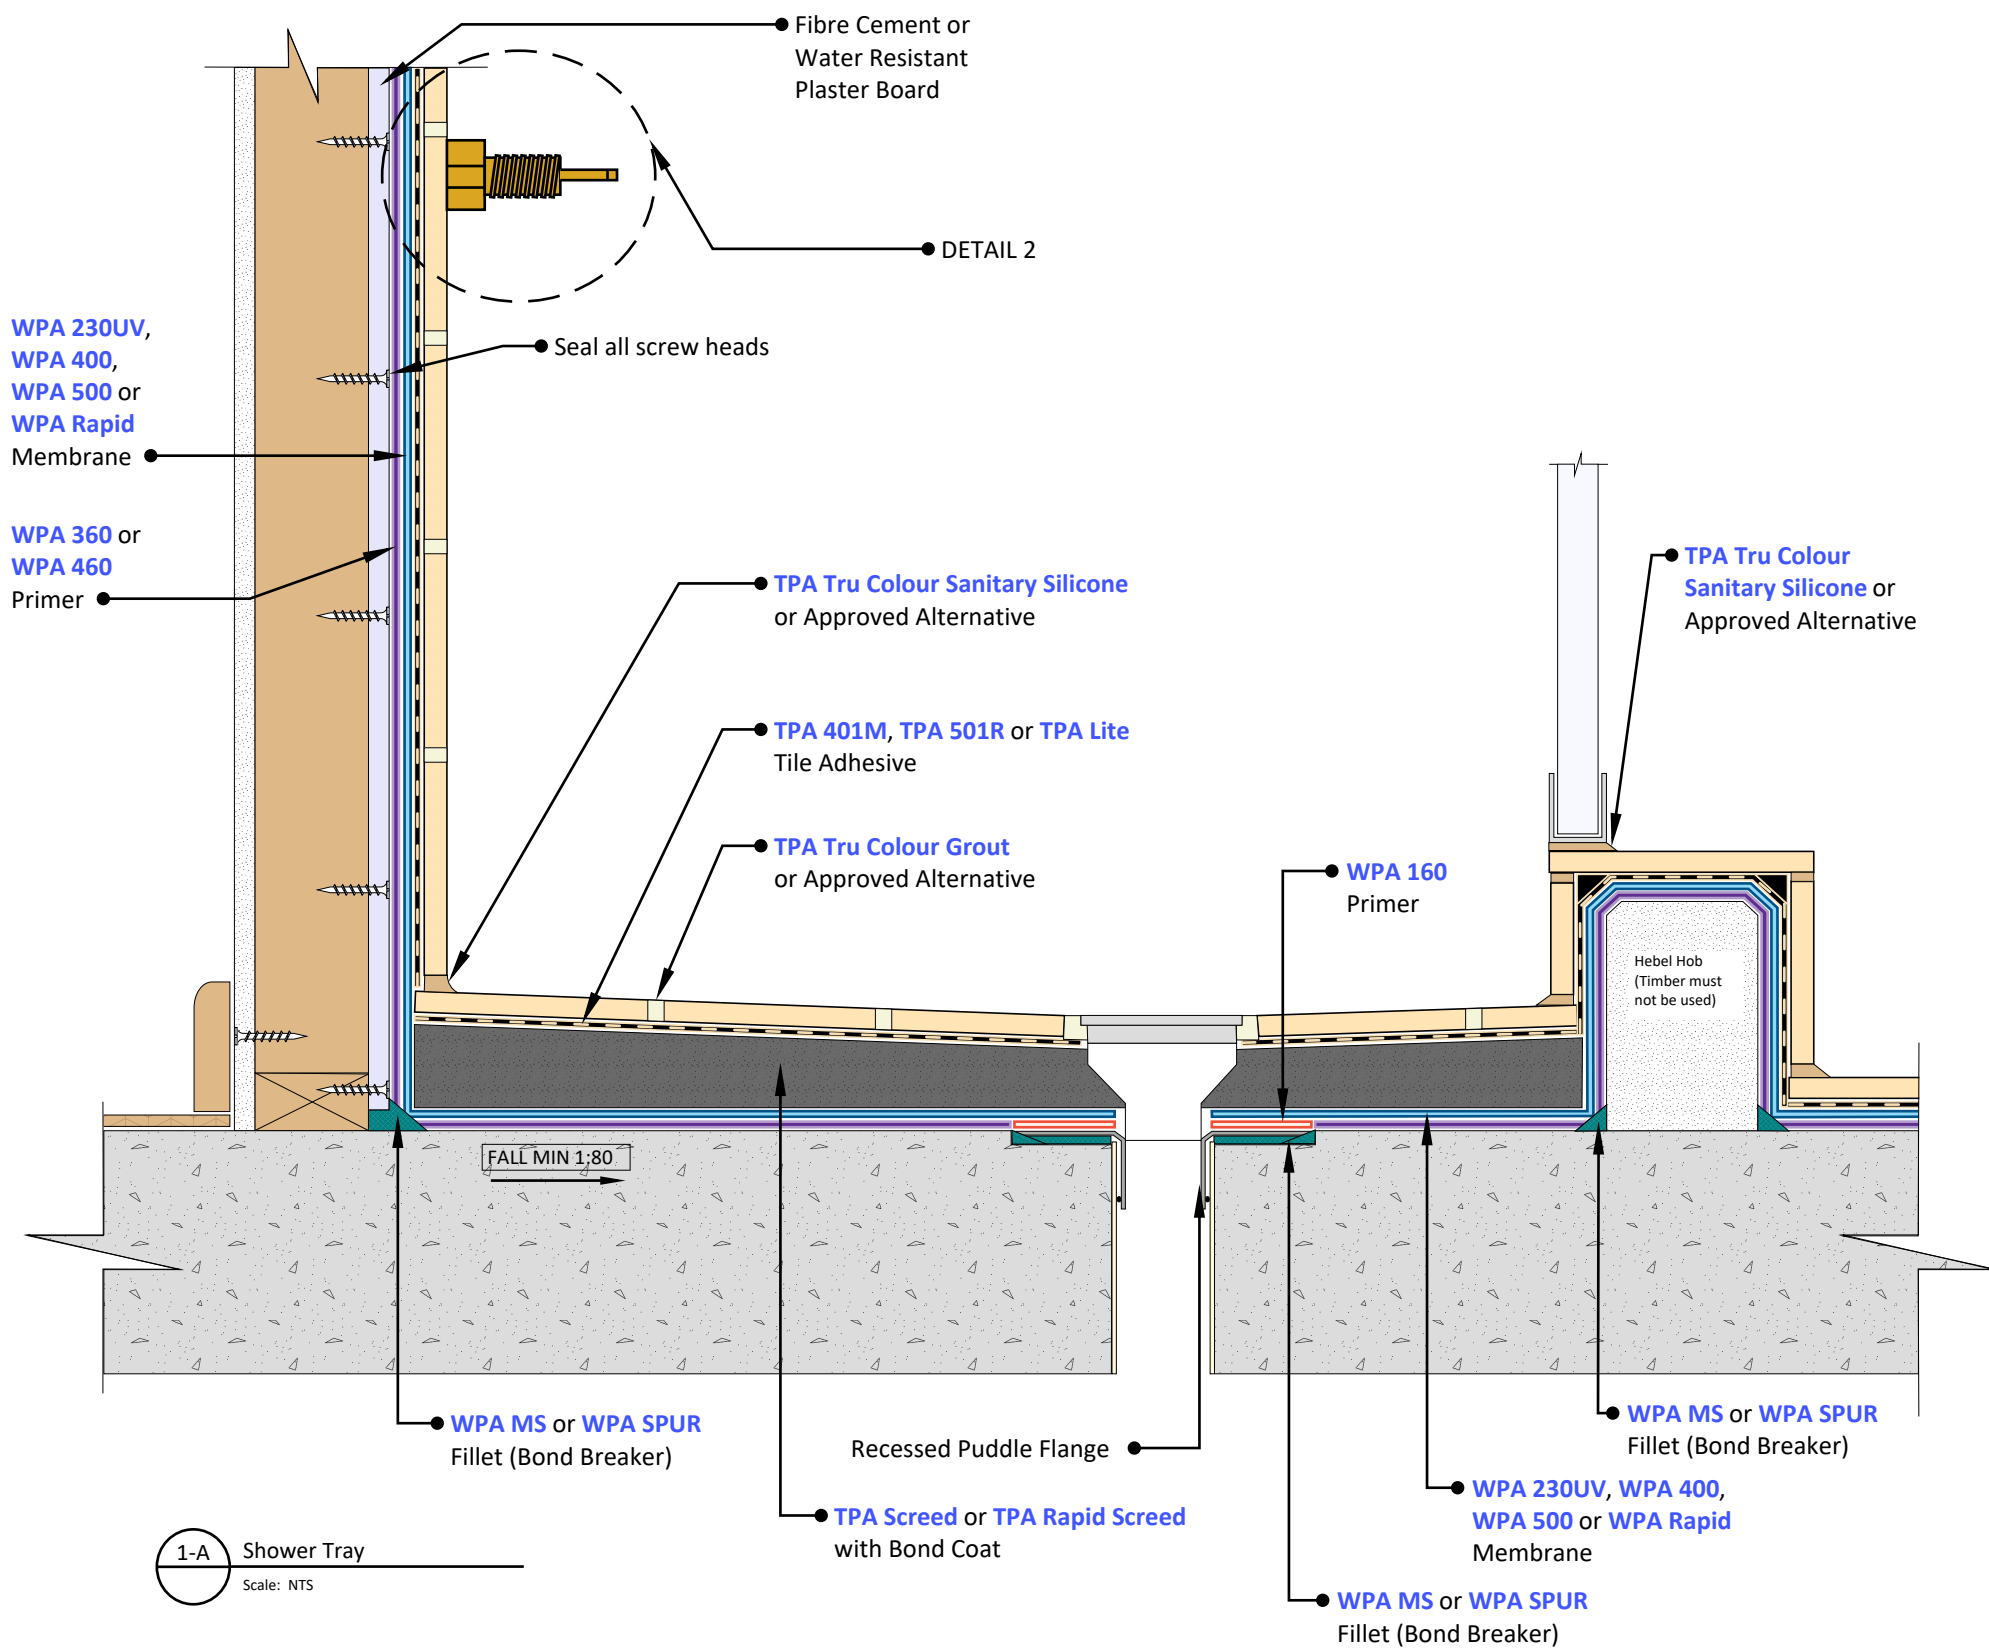 Fibre Cement or
Water Resistant
Plaster Board
DETAIL 2
WPA 230UV,
WPA 400,
WPA 500 or
WPA Rapid
Membrane
Seal all screw heads
WPA 360 or
WPA 460
Primer
TPA Tru Colour Sanitary Silicone
or Approved Alternative
TPA Tru Colour
Sanitary Silicone or
Approved Alternative
TPA 401M, TPA 501R or TPA Lite
Tile Adhesive
TPA Tru Colour Grout
or Approved Alternative
WPA 160
Primer
Hebel Hob
(Timber must
not be used)
FALL MIN 1:80
WPA MS or WPA SPUR
Fillet (Bond Breaker)
Recessed Puddle Flange
WPA MS or WPA SPUR
Fillet (Bond Breaker)
WPA 230UV, WPA 400,
WPA 500 or WPA Rapid
Membrane
TPA Screed or TPA Rapid Screed
with Bond Coat
WPA MS or WPA SPUR
Fillet (Bond Breaker)
1-A Shower Tray
Scale: NTS